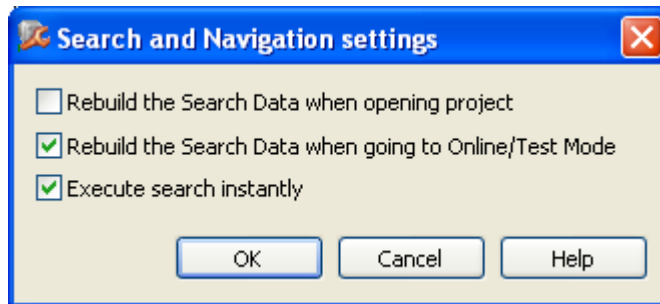 Search and Navigation settings
Rebuild the Search Data when opening project
Rebuild the Search Data when going to Online/Test Mode
Execute search instantly
OK Cancel Help